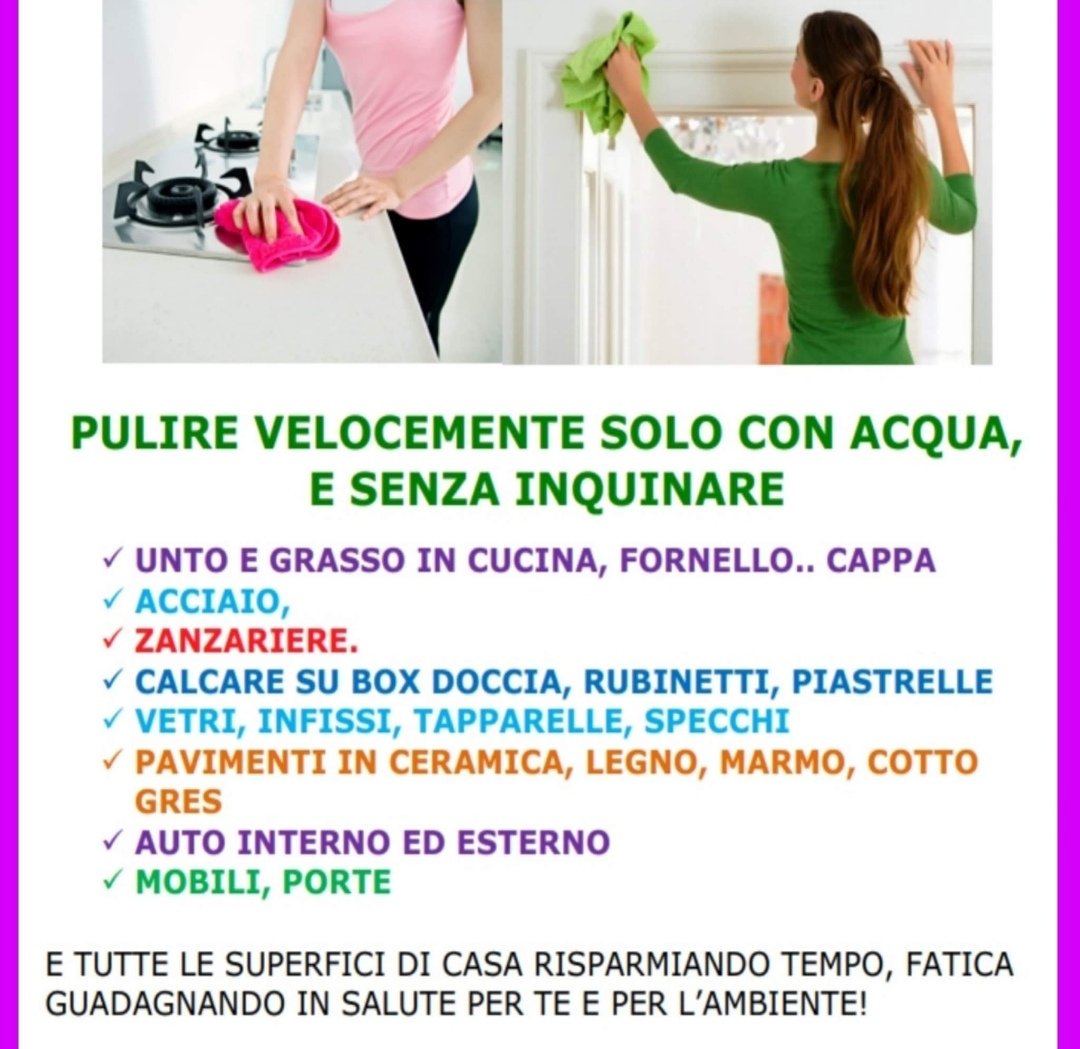 PULIRE VELOCEMENTE SOLO CON ACQUA,
E SENZA INQUINARE
✓ UNTO E GRASSO IN CUCINA, FORNELLO.. CAPPA
✓ ACCIAIO,
✓ ZANZARIERE.
✓ CALCARE SU BOX DOCCIA, RUBINETTI, PIASTRELLE
✓ VETRI, INFISSI, TAPPARELLE, SPECCHI
✓ PAVIMENTI IN CERAMICA, LEGNO, MARMO, COTTO
GRES
✓ AUTO INTERNO ED ESTERNO
✓ MOBILI, PORTE
E TUTTE LE SUPERFICI DI CASA RISPARMIANDO TEMPO, FATICA
GUADAGNANDO IN SALUTE PER TE E PER L’AMBIENTE!